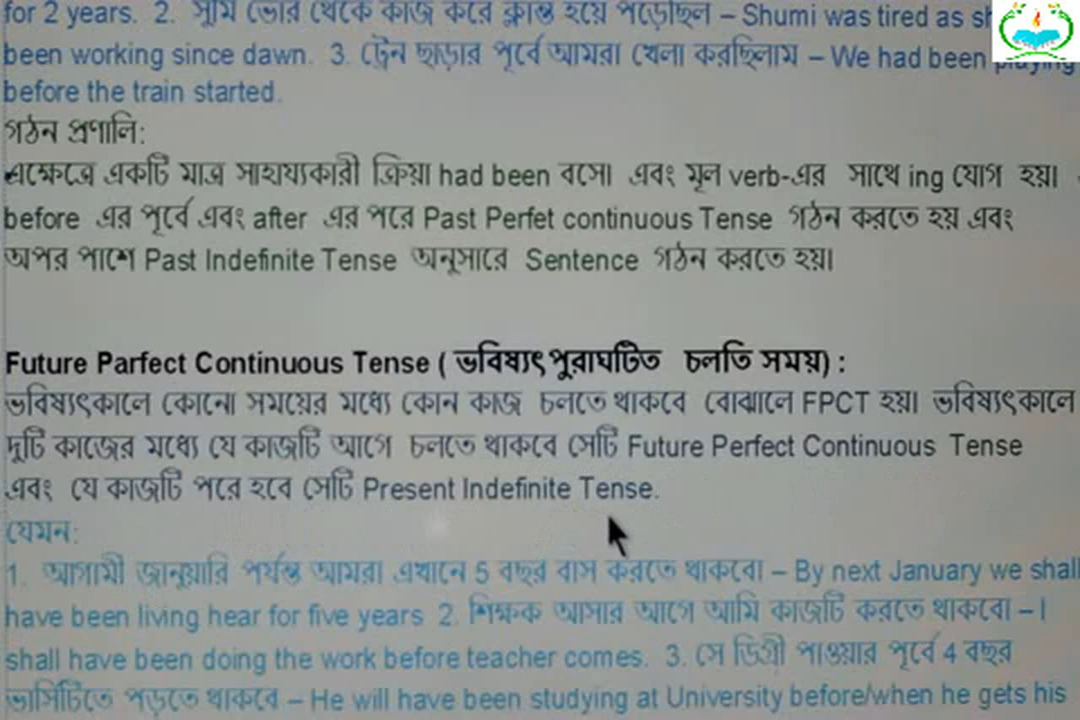 for 2 years. 2. সুমি ভোর থেকে কাজ করে ক্লান্ত হয়ে পড়েছিল – Shumi was tired as
been working since dawn. 3. ট্রেন ছাড়ার পূর্বে আমরা খেলা করছিলাম – We had been playing
before the train started.
গঠন প্রণালি:
এক্ষেত্রে একটি মাত্র সাহায্যকারী ক্রিয়া had been বসে। এবং মূল verb-এর সাথে ing যোগ হয়।
before এর পূর্বে এবং after এর পরে Past Perfet continuous Tense গঠন করতে হয় এবং
অপর পাশে Past Indefinite Tense অনুসারে Sentence গঠন করতে হয়।
Future Parfect Continuous Tense ( ভবিষ্যৎ পুরাঘটিত চলতি সময়) :
ভবিষ্যৎকালে কোনো সময়ের মধ্যে কোন কাজ চলতে থাকবে বোঝালে FPCT হয়। ভবিষ্যৎকালে
দুটি কাজের মধ্যে যে কাজটি আগে চলতে থাকবে সেটি Future Perfect Continuous Tense
এবং যে কাজটি পরে হবে সেটি Present Indefinite Tense.
যেমন:
1. আগামী জানুয়ারি পর্যন্ত আমরা এখানে 5 বছর বাস করতে থাকবো – By next January we shall
have been living hear for five years 2. শিক্ষক আসার আগে আমি কাজটি করতে থাকবো – I
shall have been doing the work before teacher comes. 3. সে ডিগ্রী পাওয়ার পূর্বে 4 বছর
ভার্সিটিতে পড়তে থাকবে – He will have been studying at University before/when he gets his